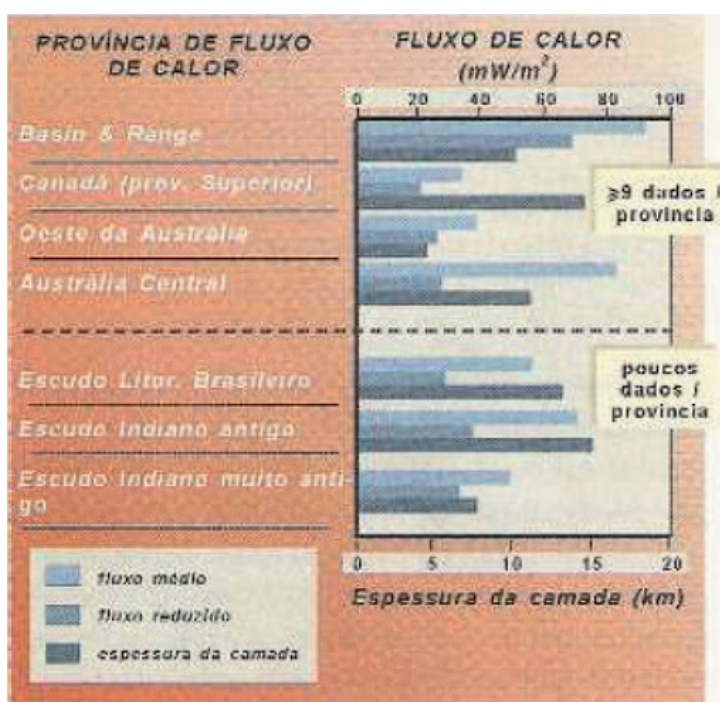 PROVÍNCIA DE FLUXO
DE CALOR
FLUXO DE CALOR
(mW/m²)
0 20 40 60 80 100
Basin & Range
Canadá (prov. Superior)
Oeste da Austrália
Austrália Central
≥9 dados /
província
Escudo Litor. Brasileiro
Escudo Indiano antigo
Escudo Indiano muito anti-
go
poucos
dados /
província
0 5 10 15 20
Espessura da camada (km)
fluxo médio
fluxo reduzido
espessura da camada